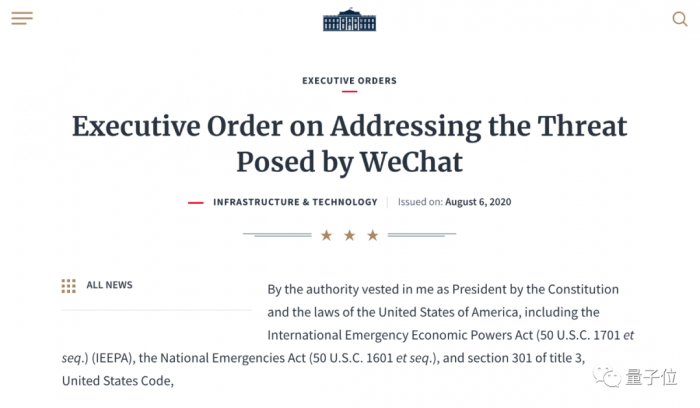 EXECUTIVE ORDERS
Executive Order on Addressing the Threat
Posed by WeChat
INFRASTRUCTURE & TECHNOLOGY Issued on: August 6, 2020
ALL NEWS
By the authority vested in me as President by the Constitution
and the laws of the United States of America, including the
International Emergency Economic Powers Act (50 U.S.C. 1701 et
seq.) (IEEPA), the National Emergencies Act (50 U.S.C. 1601 et seq.), and section 301 of title 3,
United States Code,
量子位